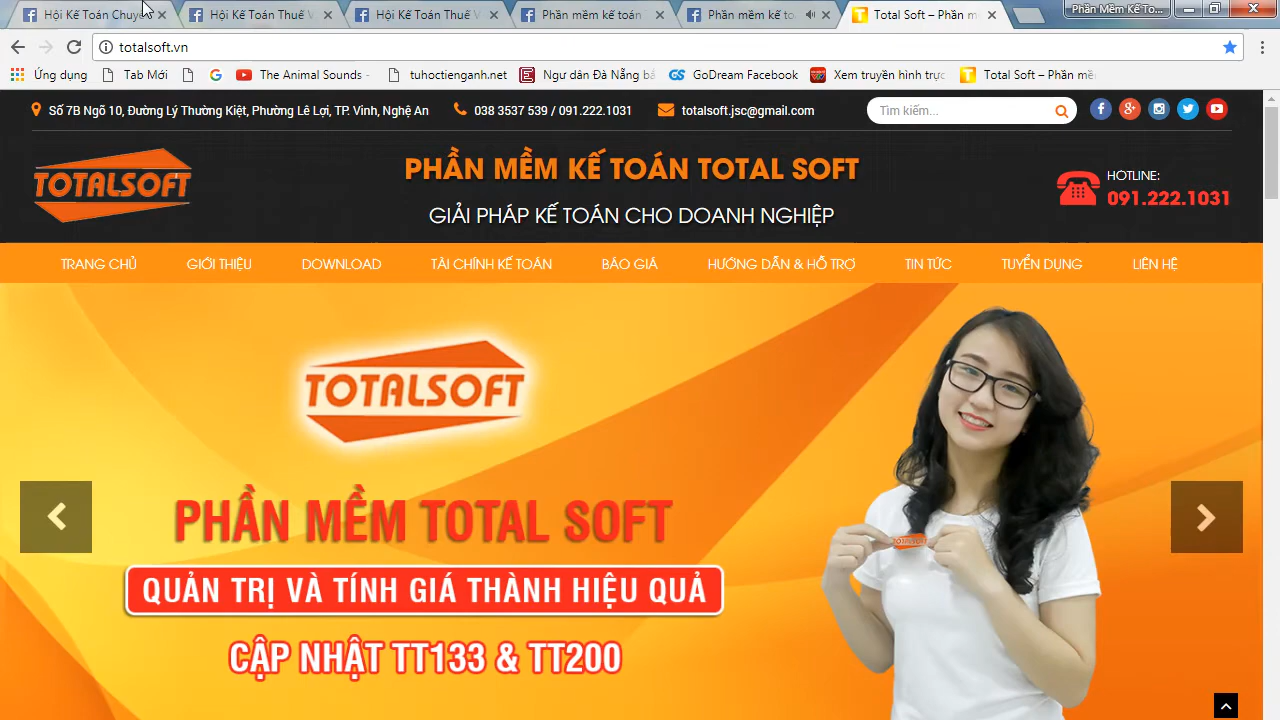 Hội Kế Toán Chuyê
Hội Kế Toán Thuế V
Hội Kế Toán Thuế V
Phần mềm kế toán
Phần mềm kế to
Total Soft – Phần m
Phần Mềm Kế To...
totalsoft.vn
Ứng dụng
Tab Mới
The Animal Sounds -
tuhoctienganh.net
Ngư dân Đà Nẵng bá
GoDream Facebook
Xem truyền hình trực
Total Soft – Phần mề
Số 7B Ngõ 10, Đường Lý Thường Kiệt, Phường Lê Lợi, TP. Vinh, Nghệ An
038 3537 539 / 091.222.1031
totalsoft.jsc@gmail.com
Tìm kiếm...
TOTALSOFT
PHẦN MỀM KẾ TOÁN TOTAL SOFT
GIẢI PHÁP KẾ TOÁN CHO DOANH NGHIỆP
HOTLINE:
091.222.1031
TRANG CHỦ
GIỚI THIỆU
DOWNLOAD
TÀI CHÍNH KẾ TOÁN
BÁO GIÁ
HƯỚNG DẪN & HỖ TRỢ
TIN TỨC
TUYỂN DỤNG
LIÊN HỆ
TOTALSOFT
PHẦN MỀM TOTAL SOFT
QUẢN TRỊ VÀ TÍNH GIÁ THÀNH HIỆU QUẢ
CẬP NHẬT TT133 & TT200
TOTALSOFT